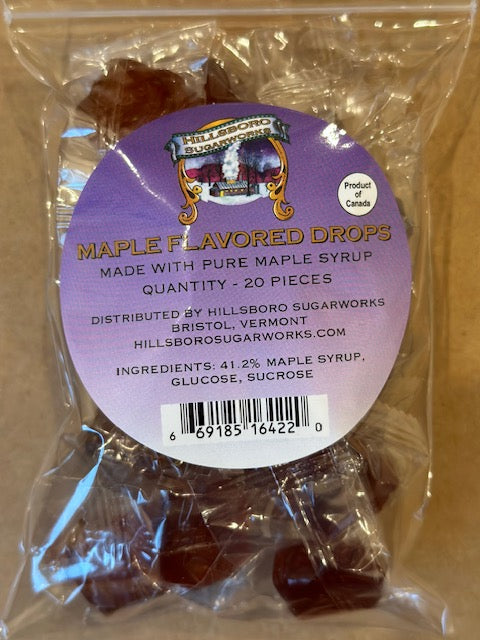 HILLSBORO
SUGARWORKS
Product
of
Canada
MAPLE FLAVORED DROPS
MADE WITH PURE MAPLE SYRUP
QUANTITY - 20 PIECES
DISTRIBUTED BY HILLSBORO SUGARWORKS
BRISTOL, VERMONT
HILLSBOROSUGARWORKS.COM
INGREDIENTS: 41.2% MAPLE SYRUP,
GLUCOSE, SUCROSE
6 69185 16422 0